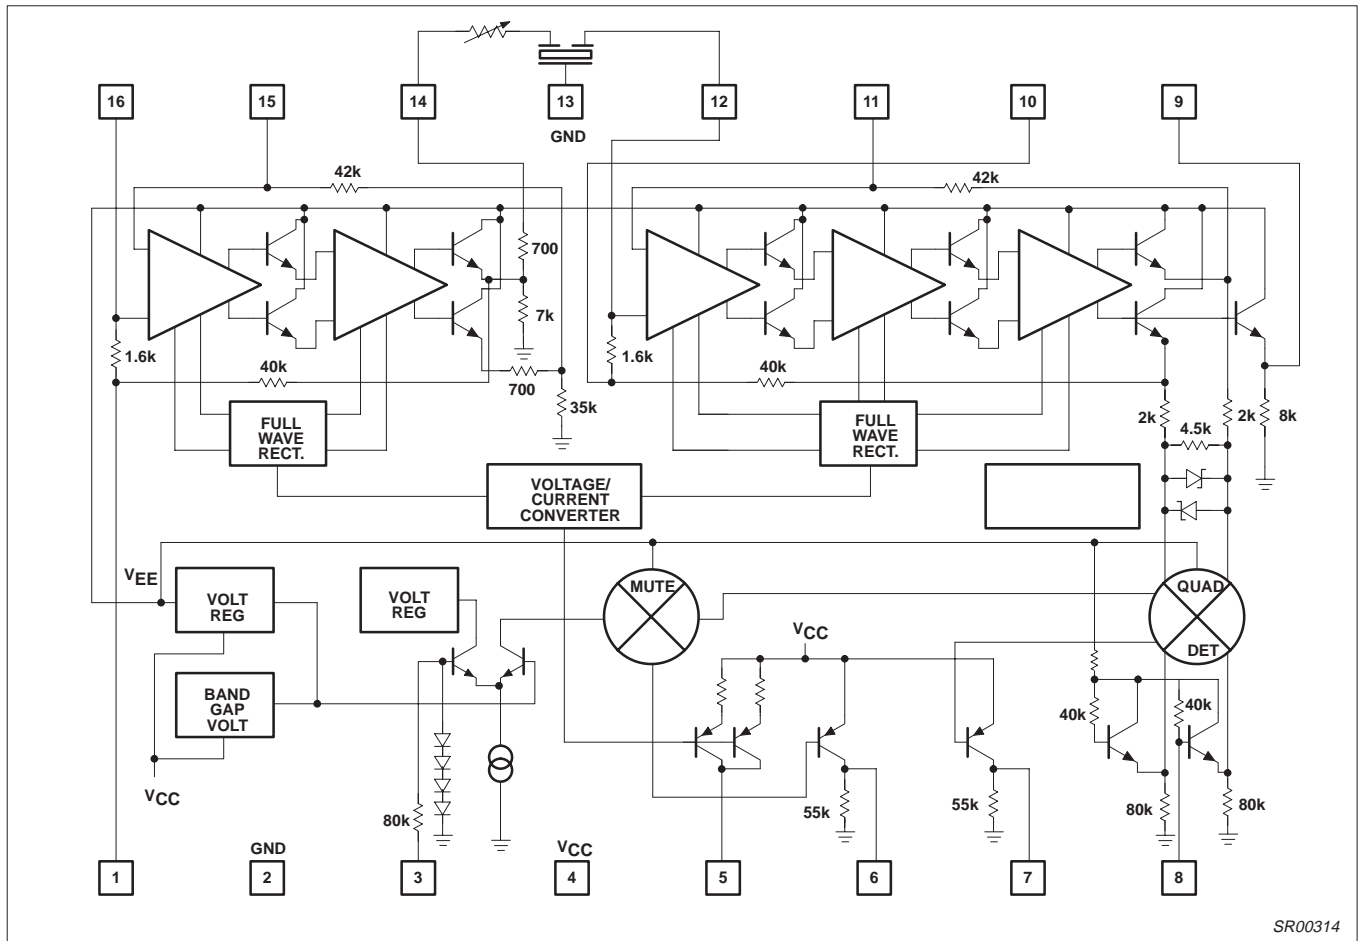 16
15
14
13
12
11
10
9
GND
42k
42k
700
7k
1.6k
40k
700
35k
1.6k
40k
2k
4.5k
2k
8k
FULL
WAVE
RECT.
FULL
WAVE
RECT.
VOLTAGE/
CURRENT
CONVERTER
VEE
VOLT
REG
VOLT
REG
MUTE
QUAD
DET
VCC
BAND
GAP
VOLT
40k
40k
VCC
80k
55k
55k
80k
80k
GND
VCC
1
2
3
4
5
6
7
8
SR00314